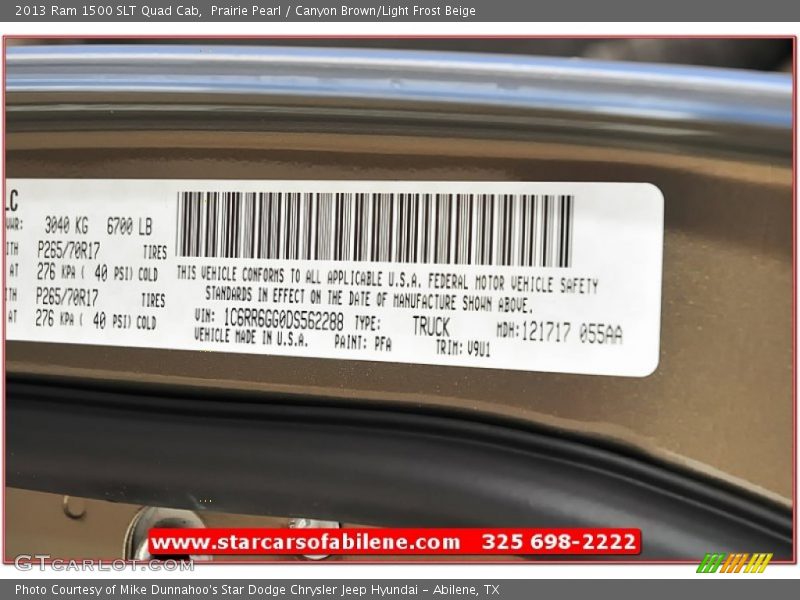 2013 Ram 1500 SLT Quad Cab,  Prairie Pearl / Canyon Brown/Light Frost Beige
LC
3040 KG 6700 LB
P265/70R17 TIRES
AT 276 KPA ( 40 PSI) COLD
P265/70R17 TIRES
AT 276 KPA ( 40 PSI) COLD
THIS VEHICLE CONFORMS TO ALL APPLICABLE U.S.A. FEDERAL MOTOR VEHICLE SAFETY
STANDARDS IN EFFECT ON THE DATE OF MANUFACTURE SHOWN ABOVE.
VIN: 1C6RR6GG0DS562288 TYPE: TRUCK MDH:121717 055AA
VEHICLE MADE IN U.S.A. PAINT: PFA TRIM: V9U1
www.starcarsofabilene.com 325 698-2222
GTcarlot.com
Photo Courtesy of Mike Dunnahoo's Star Dodge Chrysler Jeep Hyundai - Abilene, TX